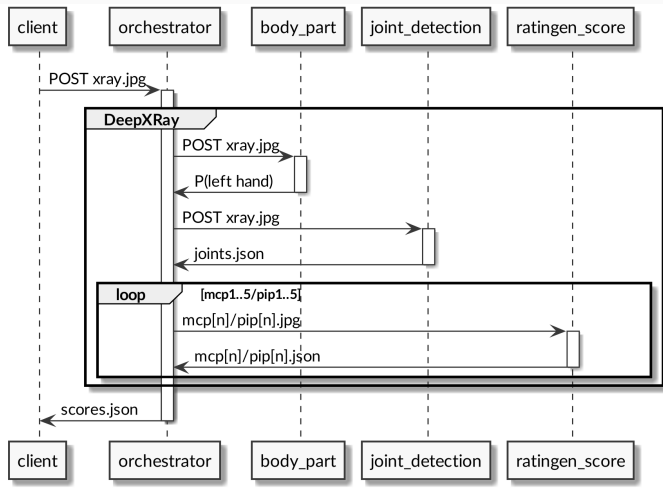 client orchestrator body_part joint_detection ratingen_score
POST xray.jpg
DeepXRay
POST xray.jpg
P(left hand)
POST xray.jpg
joints.json
loop [mcp1..5/pip1..5]
mcp[n]/pip[n].jpg
mcp[n]/pip[n].json
scores.json
client orchestrator body_part joint_detection ratingen_score